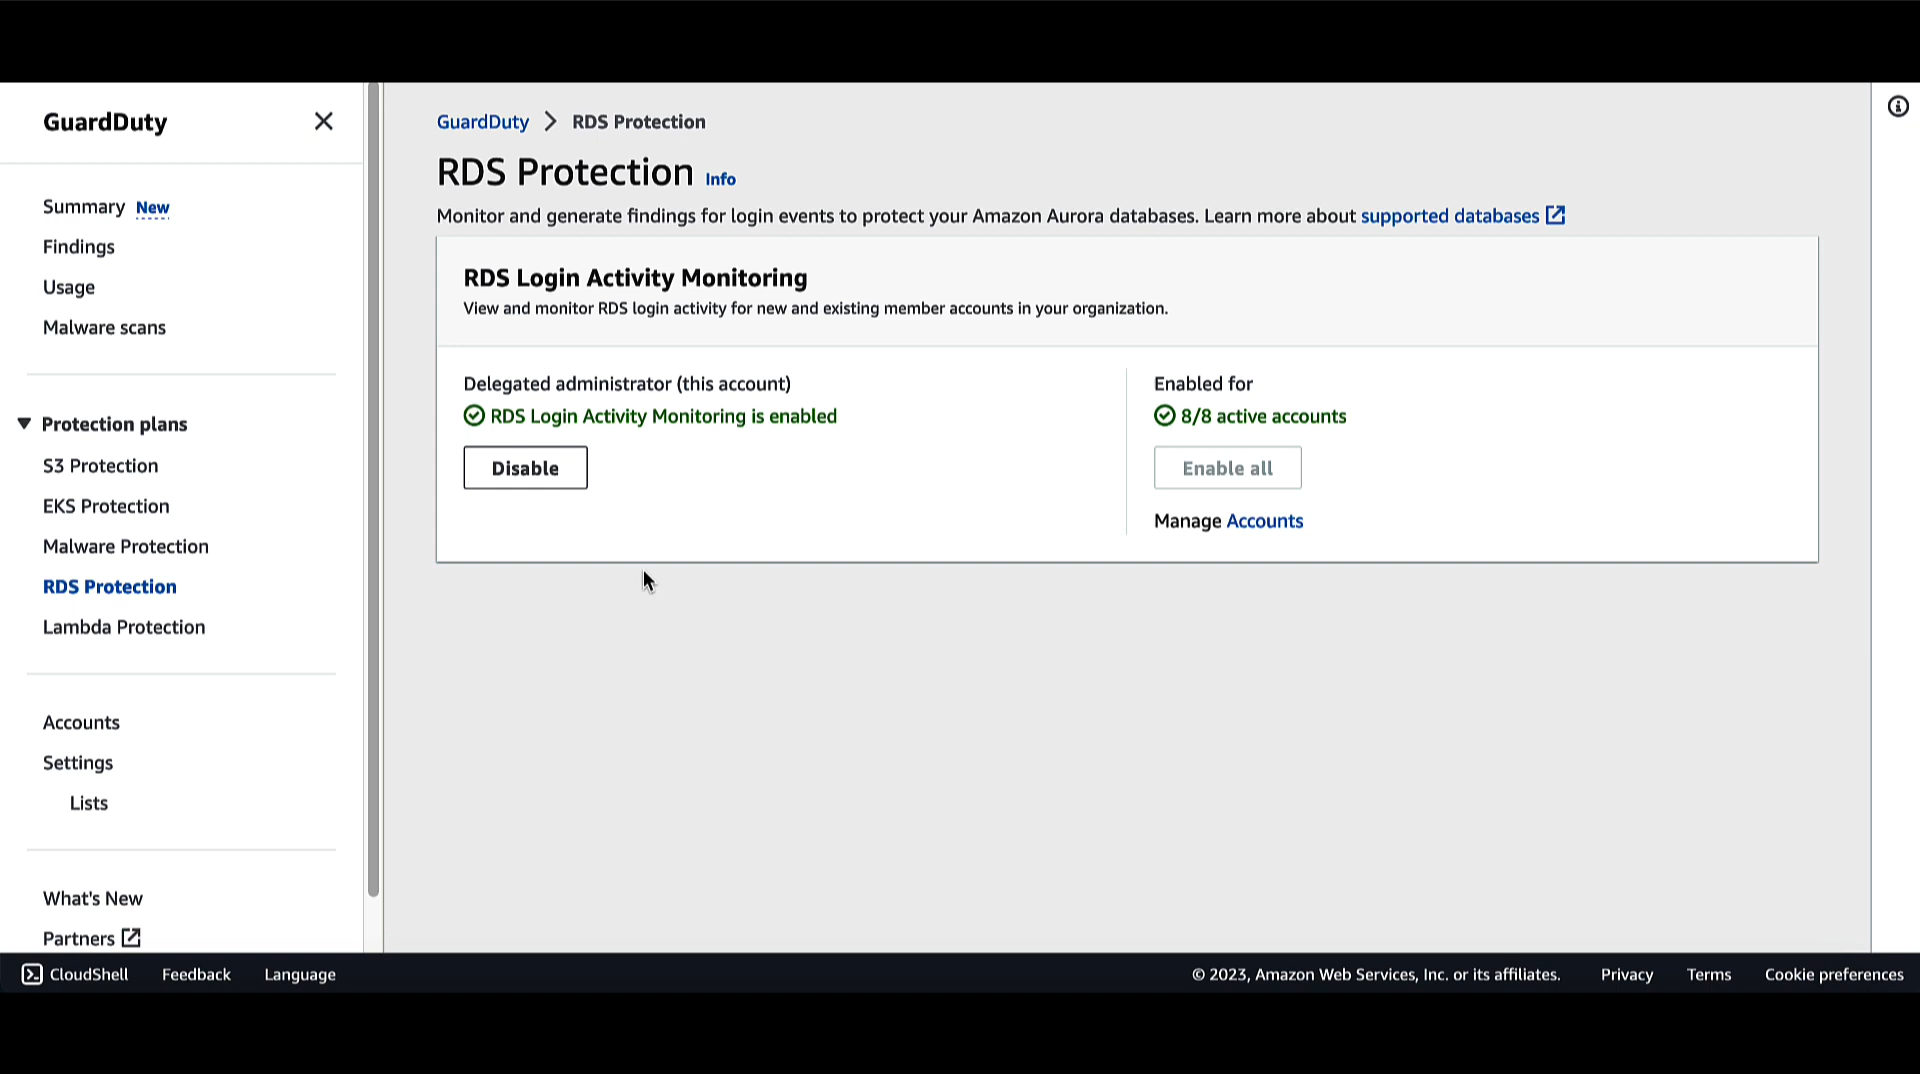 GuardDuty
Summary New
Findings
Usage
Malware scans
Protection plans
S3 Protection
EKS Protection
Malware Protection
RDS Protection
Lambda Protection
Accounts
Settings
Lists
What's New
Partners
GuardDuty > RDS Protection
RDS Protection Info
Monitor and generate findings for login events to protect your Amazon Aurora databases. Learn more about supported databases
RDS Login Activity Monitoring
View and monitor RDS login activity for new and existing member accounts in your organization.
Delegated administrator (this account)
RDS Login Activity Monitoring is enabled
Disable
Enabled for
8/8 active accounts
Enable all
Manage Accounts
CloudShell Feedback Language © 2023, Amazon Web Services, Inc. or its affiliates. Privacy Terms Cookie preferences